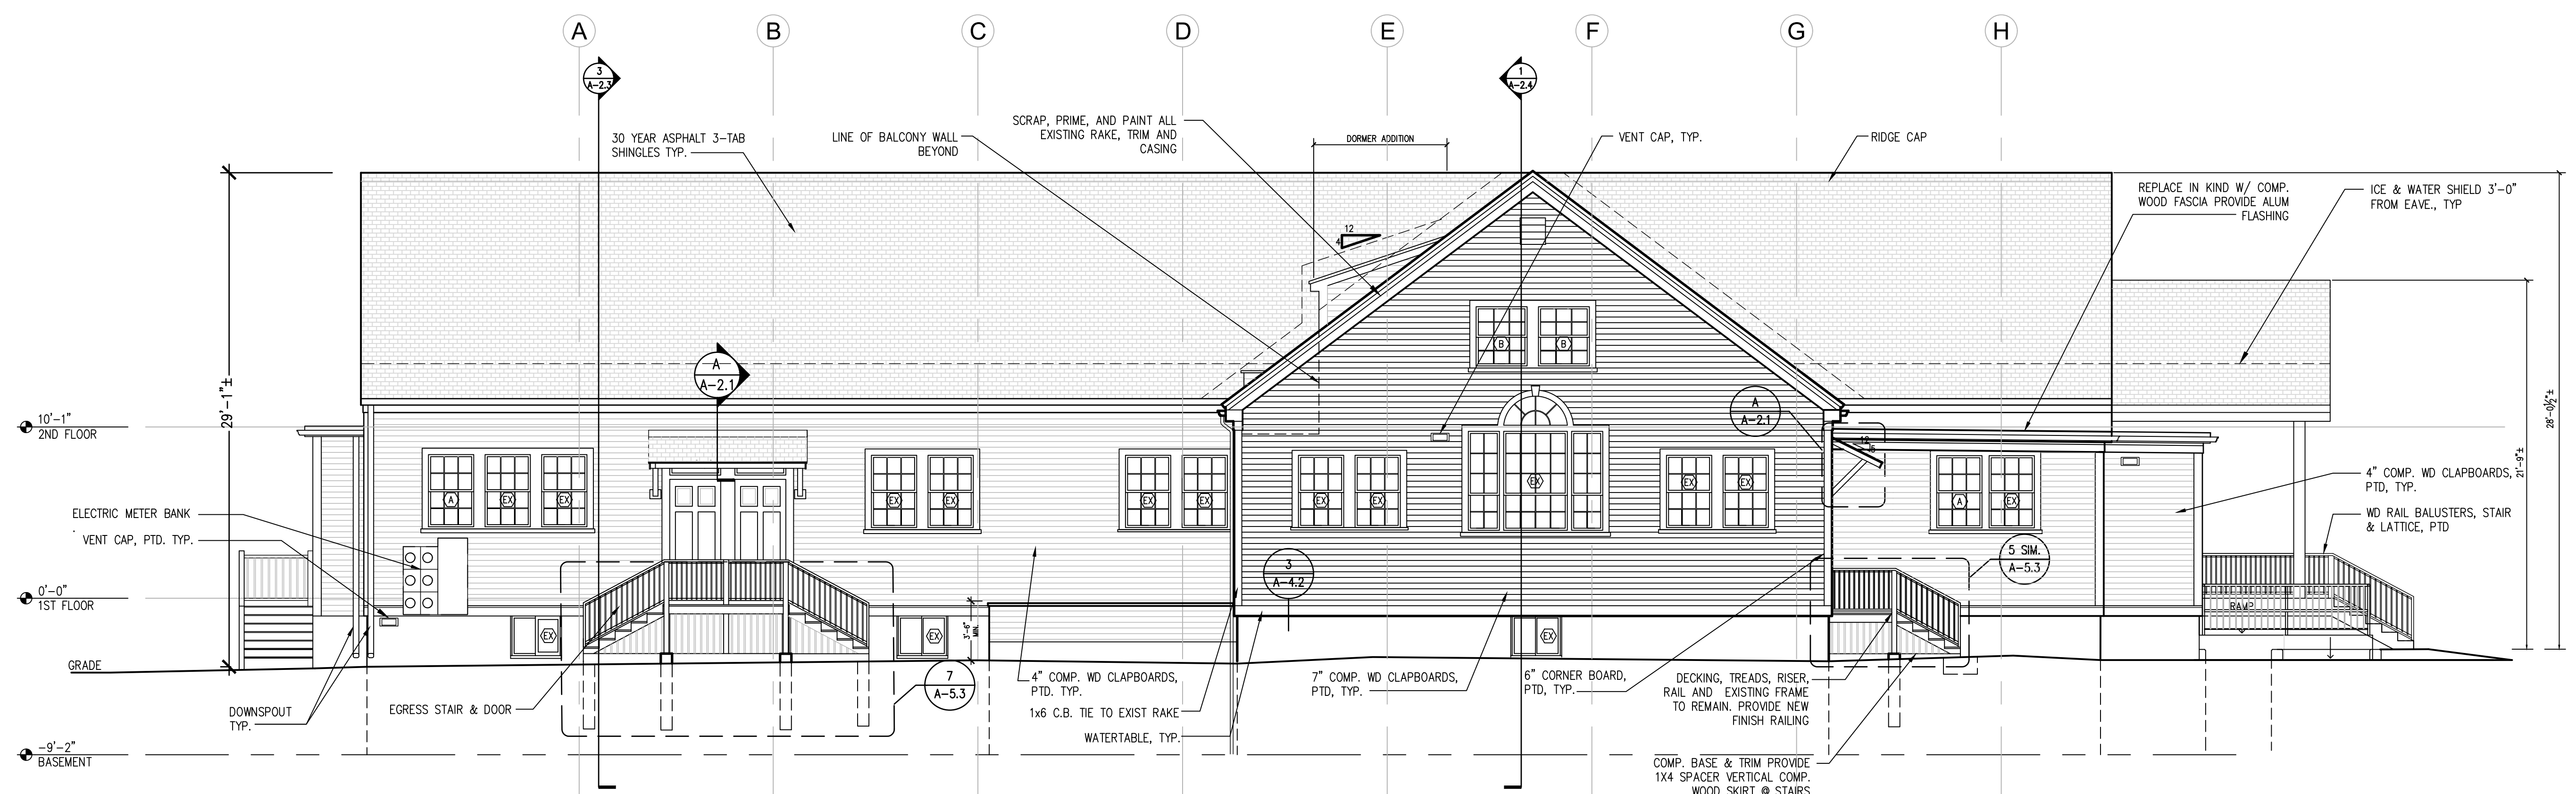 A
B
C
D
E
F
G
H
3
A-2.3
1
A-2.4
30 YEAR ASPHALT 3-TAB
SHINGLES TYP.
LINE OF BALCONY WALL
BEYOND
SCRAP, PRIME, AND PAINT ALL
EXISTING RAKE, TRIM AND
CASING
DORMER ADDITION
VENT CAP, TYP.
RIDGE CAP
REPLACE IN KIND W/ COMP.
WOOD FASCIA PROVIDE ALUM
FLASHING
ICE & WATER SHIELD 3'-0"
FROM EAVE., TYP
12
4
29'-1"±
28'-0½"±
21'-9"±
A
A-2.1
B
B
A
A-2.1
10'-1"
2ND FLOOR
12
A
EX
EX
EX
EX
EX
EX
EX
EX
EX
EX
EX
EX
A
EX
4" COMP. WD CLAPBOARDS,
PTD, TYP.
ELECTRIC METER BANK
VENT CAP, PTD. TYP.
WD RAIL BALUSTERS, STAIR
& LATTICE, PTD
5 SIM.
A-5.3
3
A-4.2
0'-0"
1ST FLOOR
RAMP
3'-6"
MIN.
EX
EX
EX
GRADE
7
A-5.3
4" COMP. WD CLAPBOARDS,
PTD. TYP.
7" COMP. WD CLAPBOARDS,
PTD, TYP.
6" CORNER BOARD,
PTD, TYP.
DECKING, TREADS, RISER,
RAIL AND EXISTING FRAME
TO REMAIN. PROVIDE NEW
FINISH RAILING
DOWNSPOUT
TYP.
EGRESS STAIR & DOOR
1x6 C.B. TIE TO EXIST RAKE
WATERTABLE, TYP.
-9'-2"
BASEMENT
COMP. BASE & TRIM PROVIDE
1X4 SPACER VERTICAL COMP.
WOOD SKIRT @ STAIRS